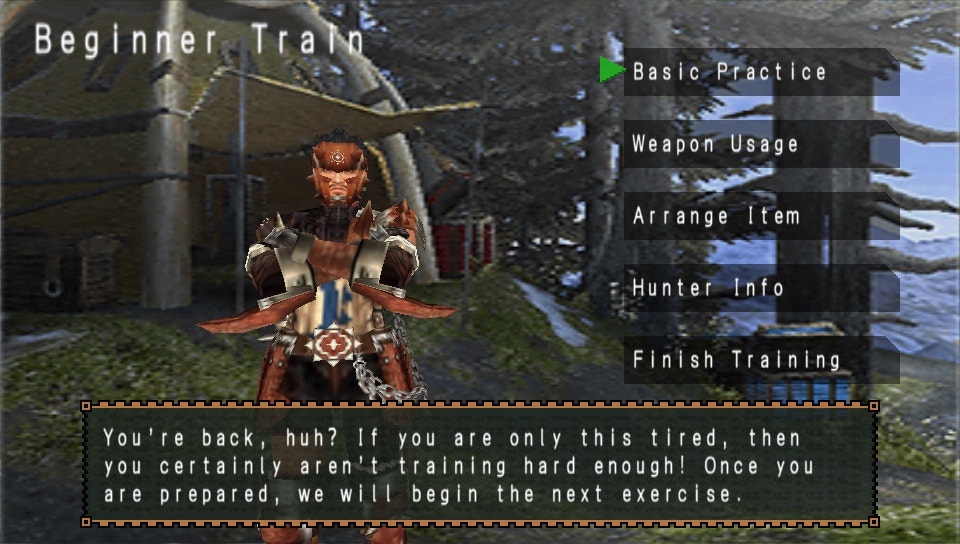 Beginner Train
Basic Practice
Weapon Usage
Arrange Item
Hunter Info
Finish Training
You're back, huh? If you are only this tired, then
you certainly aren't training hard enough! Once you
are prepared, we will begin the next exercise.